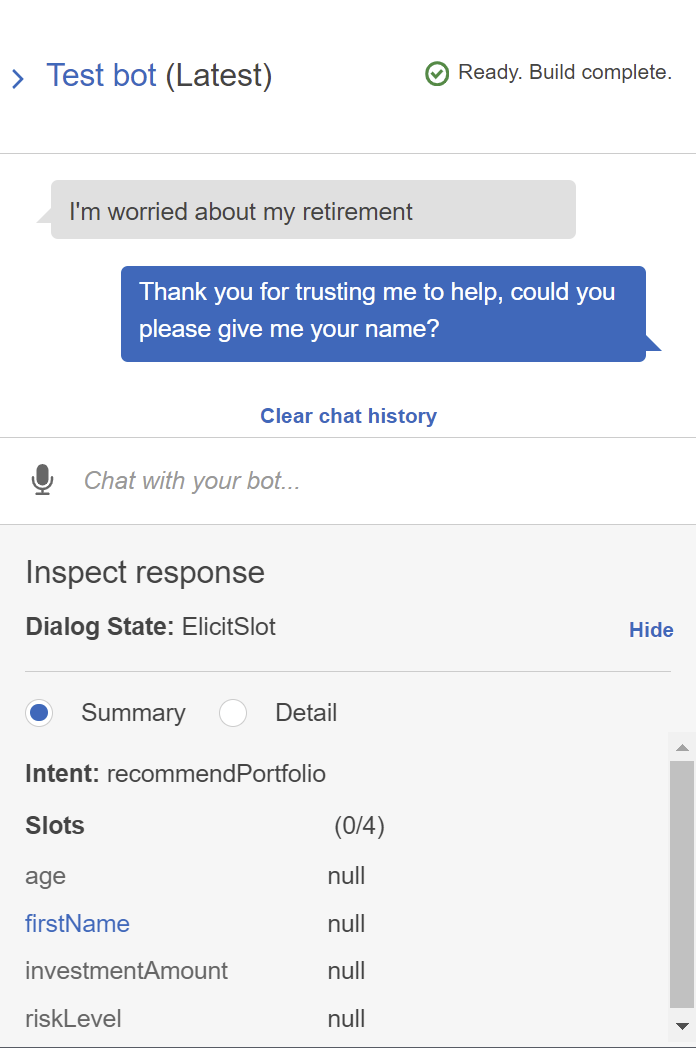 Test bot (Latest)
Ready. Build complete.
I'm worried about my retirement
Thank you for trusting me to help, could you
please give me your name?
Clear chat history
Chat with your bot...
Inspect response
Dialog State: ElicitSlot
Hide
Summary Detail
Intent: recommendPortfolio
Slots (0/4)
age null
firstName null
investmentAmount null
riskLevel null